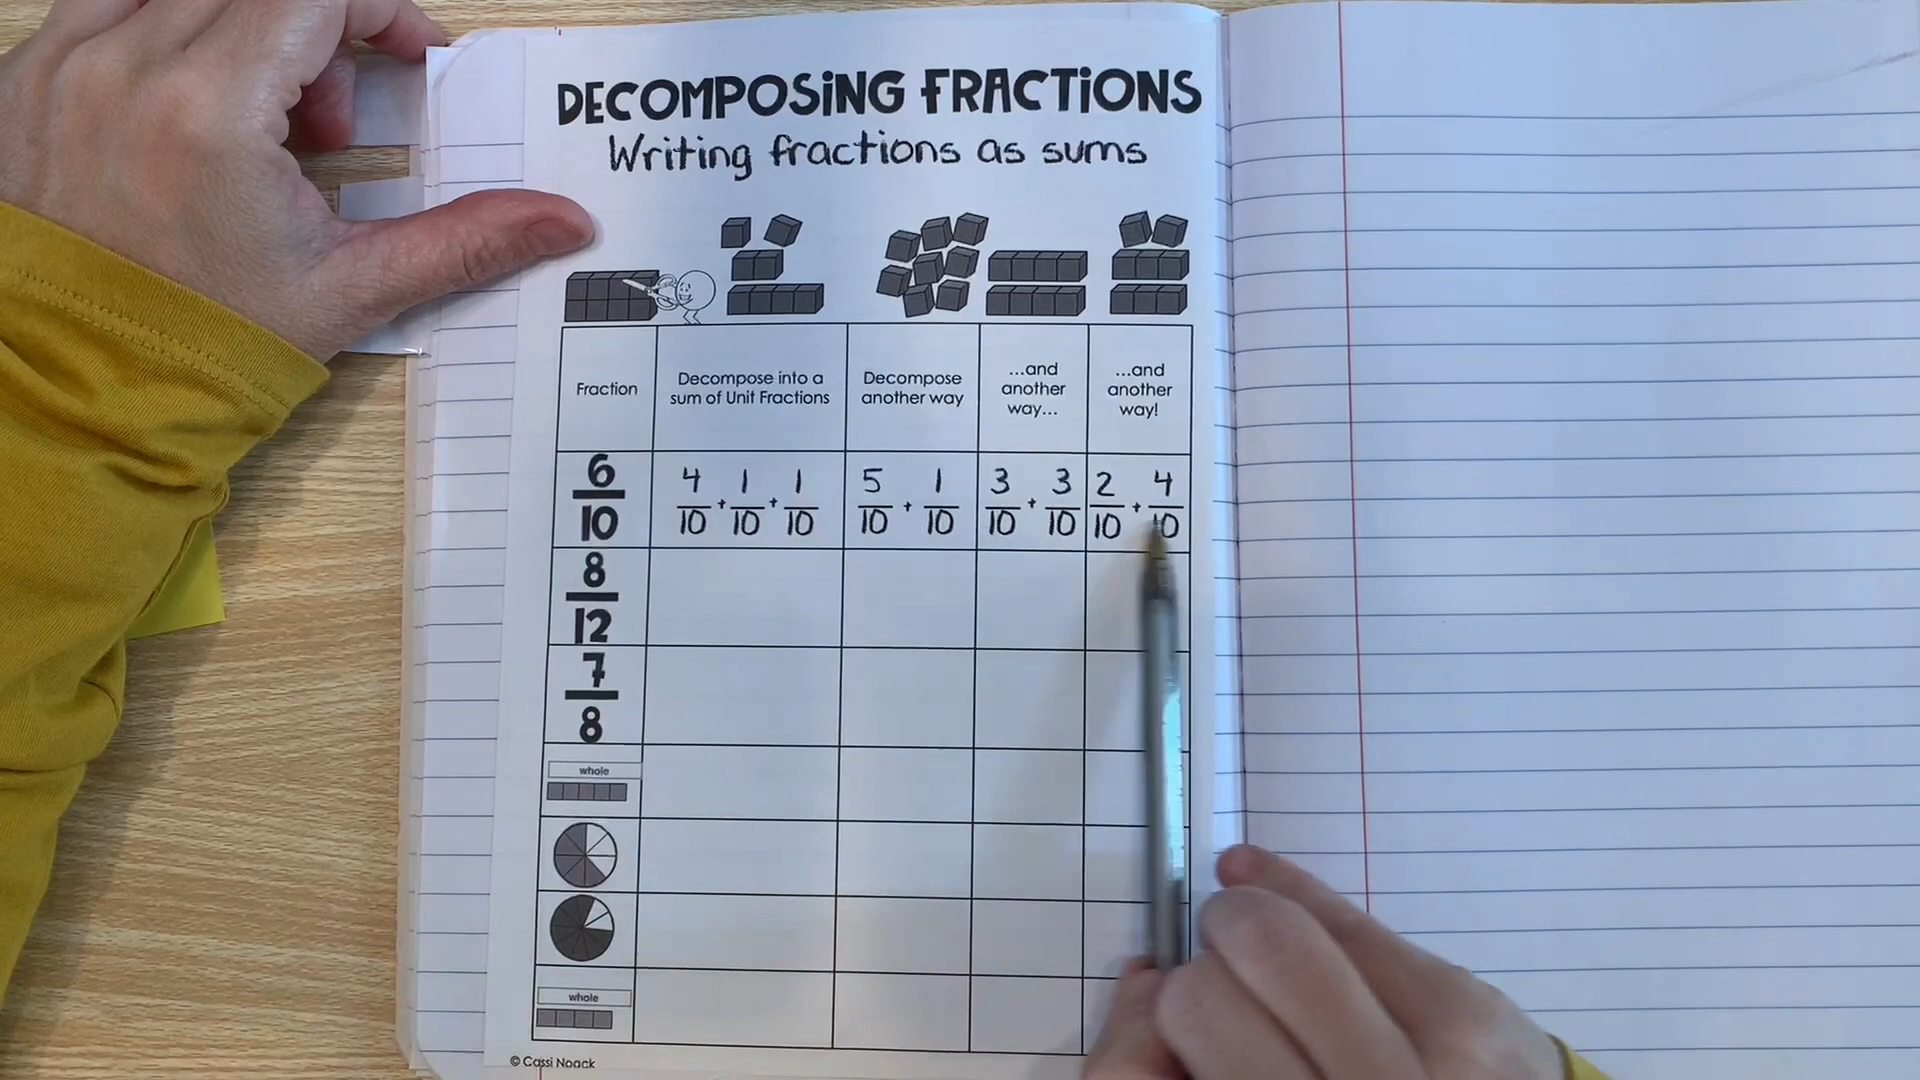 DECOMPOSING FRACTIONS
Writing fractions as sums
Fraction
Decompose into a
sum of Unit Fractions
Decompose
another way
...and
another
way...
...and
another
way!
6/10
4/10 + 1/10 + 1/10
5/10 + 1/10
3/10 + 3/10
2/10 + 4/10
8/12
7/8
whole
whole
© Cassi Noack